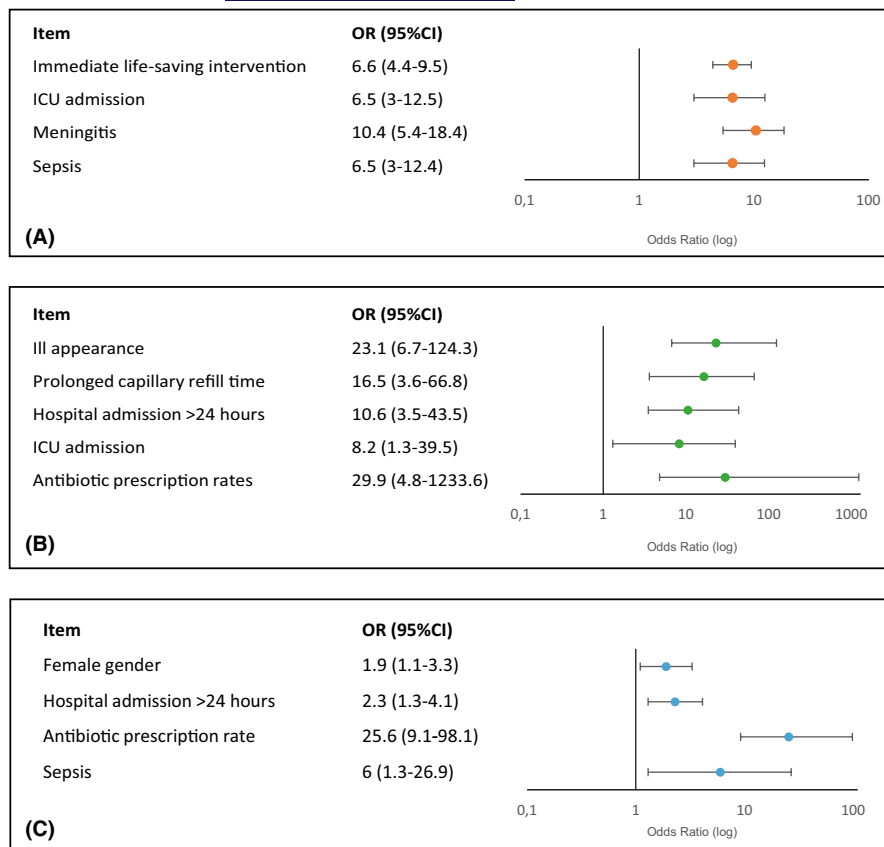 Item OR (95%CI)
Immediate life-saving intervention 6.6 (4.4-9.5)
ICU admission 6.5 (3-12.5)
Meningitis 10.4 (5.4-18.4)
Sepsis 6.5 (3-12.4)
0,1 1 10 100
Odds Ratio (log)
(A)
Item OR (95%CI)
Ill appearance 23.1 (6.7-124.3)
Prolonged capillary refill time 16.5 (3.6-66.8)
Hospital admission >24 hours 10.6 (3.5-43.5)
ICU admission 8.2 (1.3-39.5)
Antibiotic prescription rates 29.9 (4.8-1233.6)
0,1 1 10 100 1000
Odds Ratio (log)
(B)
Item OR (95%CI)
Female gender 1.9 (1.1-3.3)
Hospital admission >24 hours 2.3 (1.3-4.1)
Antibiotic prescription rate 25.6 (9.1-98.1)
Sepsis 6 (1.3-26.9)
0,1 1 10 100
Odds Ratio (log)
(C)